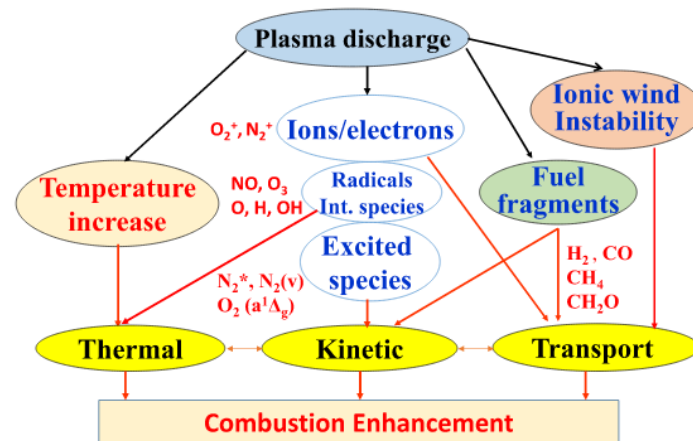 Plasma discharge
Ionic wind
Instability
O₂⁺, N₂⁺
Ions/electrons
Temperature
increase
NO, O₃
O, H, OH
Radicals
Int. species
Fuel
fragments
Excited
species
N₂*, N₂(v)
O₂ (a¹Δg)
H₂ , CO
CH₄
CH₂O
Thermal
Kinetic
Transport
Combustion Enhancement